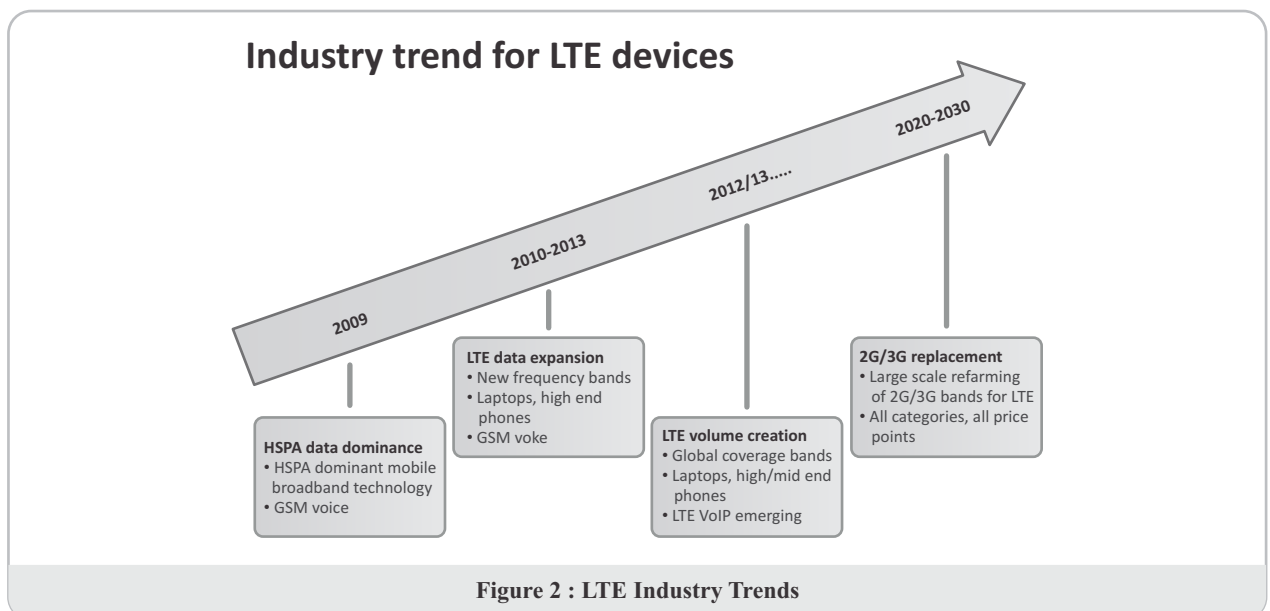 Industry trend for LTE devices
2009
2010-2013
2012/13.....
2020-2030
HSPA data dominance
• HSPA dominant mobile
broadband technology
• GSM voice
LTE data expansion
• New frequency bands
• Laptops, high end
phones
• GSM voke
LTE volume creation
• Global coverage bands
• Laptops, high/mid end
phones
• LTE VoIP emerging
2G/3G replacement
• Large scale refarming
of 2G/3G bands for LTE
• All categories, all price
points
Figure 2 : LTE Industry Trends